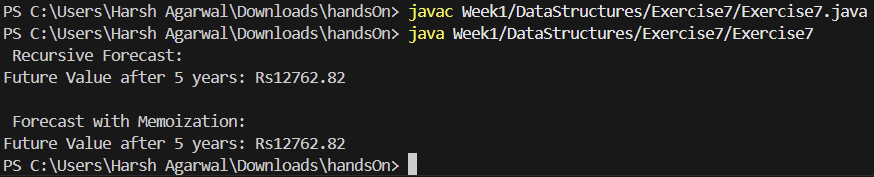 PS C:\Users\Harsh Agarwal\Downloads\handsOn> javac Week1/DataStructures/Exercise7/Exercise7.java
PS C:\Users\Harsh Agarwal\Downloads\handsOn> java Week1/DataStructures/Exercise7/Exercise7
 Recursive Forecast:
Future Value after 5 years: Rs12762.82

 Forecast with Memoization:
Future Value after 5 years: Rs12762.82
PS C:\Users\Harsh Agarwal\Downloads\handsOn>